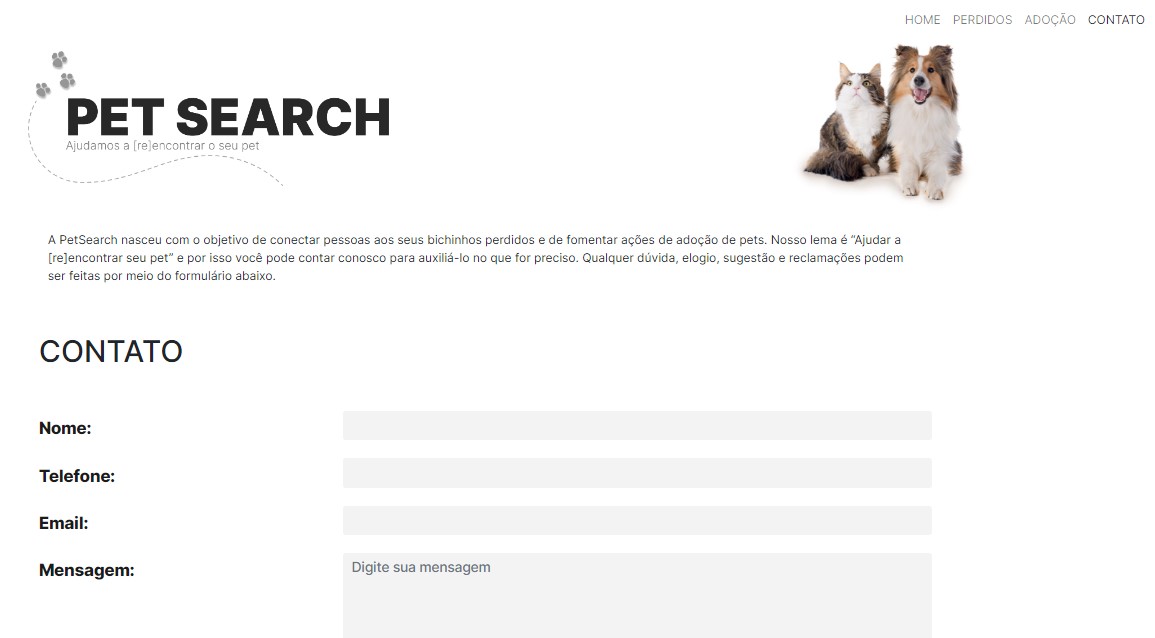 HOME PERDIDOS ADOÇÃO CONTATO
PET SEARCH
Ajudamos a [re]encontrar o seu pet
A PetSearch nasceu com o objetivo de conectar pessoas aos seus bichinhos perdidos e de fomentar ações de adoção de pets. Nosso lema é “Ajudar a
[re]encontrar seu pet” e por isso você pode contar conosco para auxiliá-lo no que for preciso. Qualquer dúvida, elogio, sugestão e reclamações podem
ser feitas por meio do formulário abaixo.
CONTATO
Nome:
Telefone:
Email:
Mensagem:
Digite sua mensagem